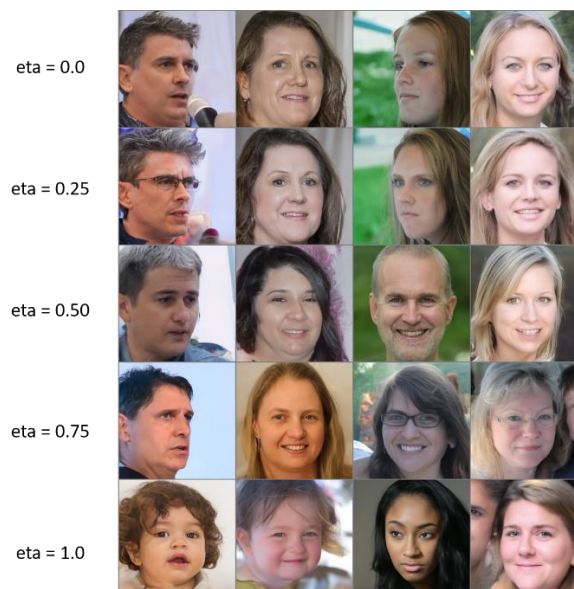 eta = 0.0
eta = 0.25
eta = 0.50
eta = 0.75
eta = 1.0